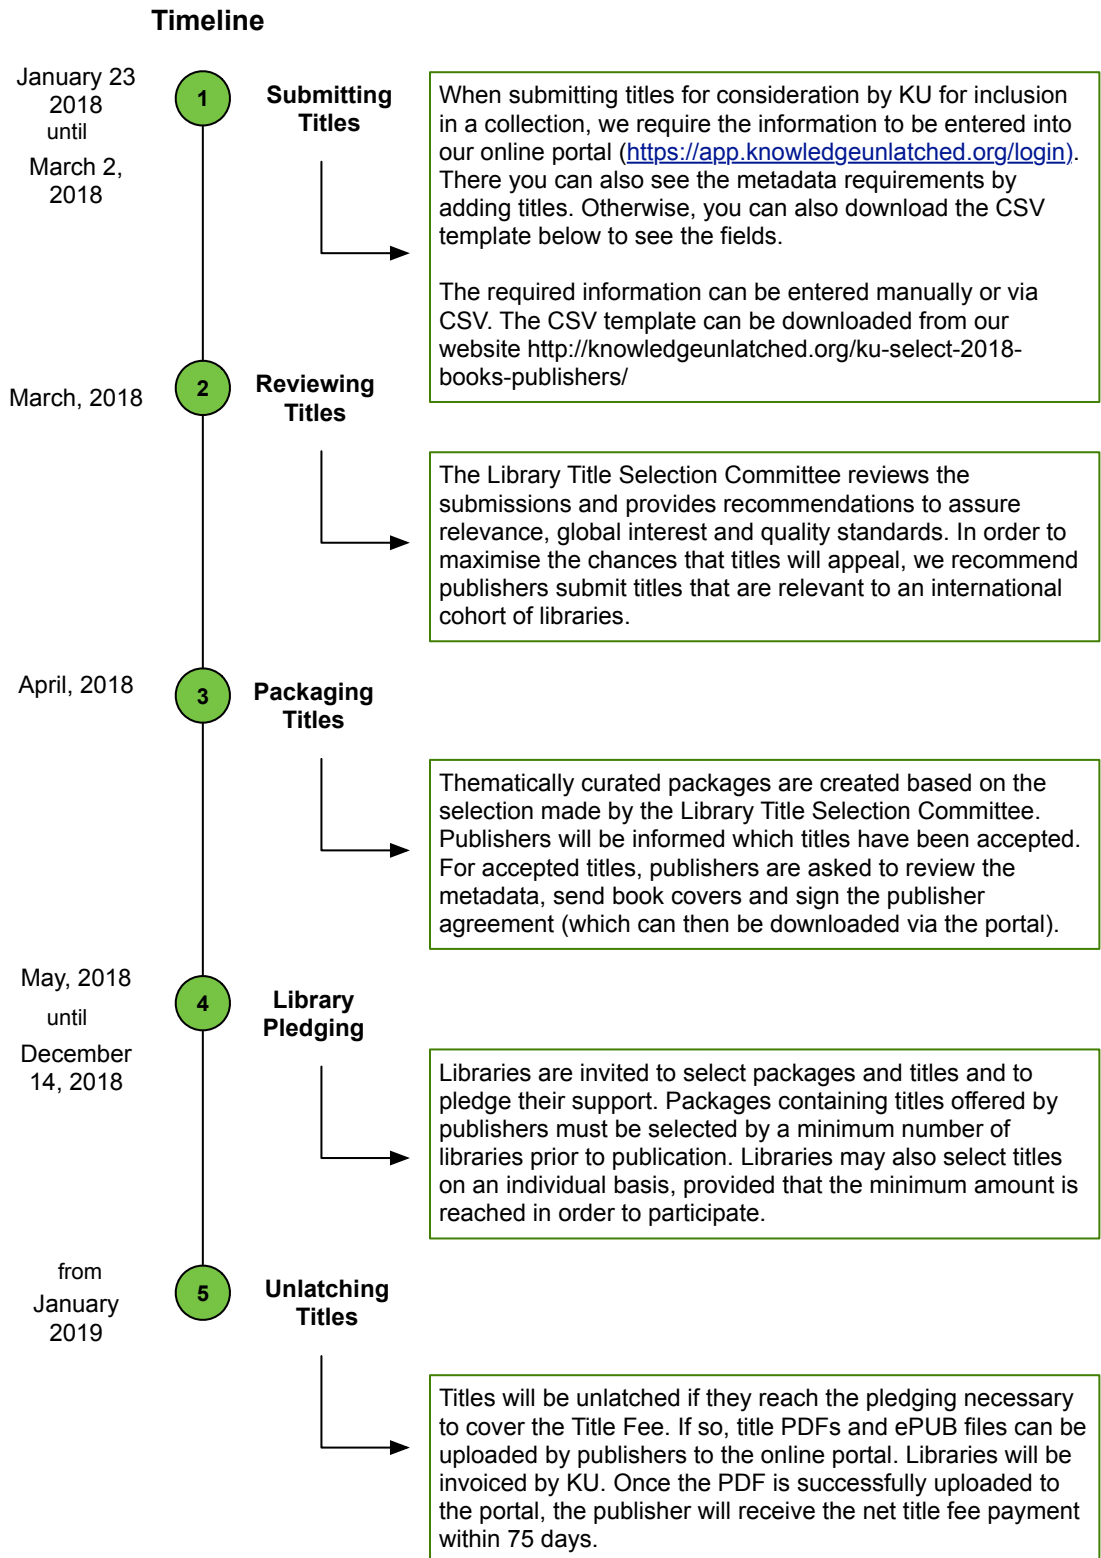 Timeline
January 23
2018
until
March 2,
2018
1
Submitting
Titles
When submitting titles for consideration by KU for inclusion
in a collection, we require the information to be entered into
our online portal (https://app.knowledgeunlatched.org/login).
There you can also see the metadata requirements by
adding titles. Otherwise, you can also download the CSV
template below to see the fields.
The required information can be entered manually or via
CSV. The CSV template can be downloaded from our
website http://knowledgeunlatched.org/ku-select-2018-
books-publishers/
March, 2018
2
Reviewing
Titles
The Library Title Selection Committee reviews the
submissions and provides recommendations to assure
relevance, global interest and quality standards. In order to
maximise the chances that titles will appeal, we recommend
publishers submit titles that are relevant to an international
cohort of libraries.
April, 2018
3
Packaging
Titles
Thematically curated packages are created based on the
selection made by the Library Title Selection Committee.
Publishers will be informed which titles have been accepted.
For accepted titles, publishers are asked to review the
metadata, send book covers and sign the publisher
agreement (which can then be downloaded via the portal).
May, 2018
until
December
14, 2018
4
Library
Pledging
Libraries are invited to select packages and titles and to
pledge their support. Packages containing titles offered by
publishers must be selected by a minimum number of
libraries prior to publication. Libraries may also select titles
on an individual basis, provided that the minimum amount is
reached in order to participate.
from
January
2019
5
Unlatching
Titles
Titles will be unlatched if they reach the pledging necessary
to cover the Title Fee. If so, title PDFs and ePUB files can be
uploaded by publishers to the online portal. Libraries will be
invoiced by KU. Once the PDF is successfully uploaded to
the portal, the publisher will receive the net title fee payment
within 75 days.